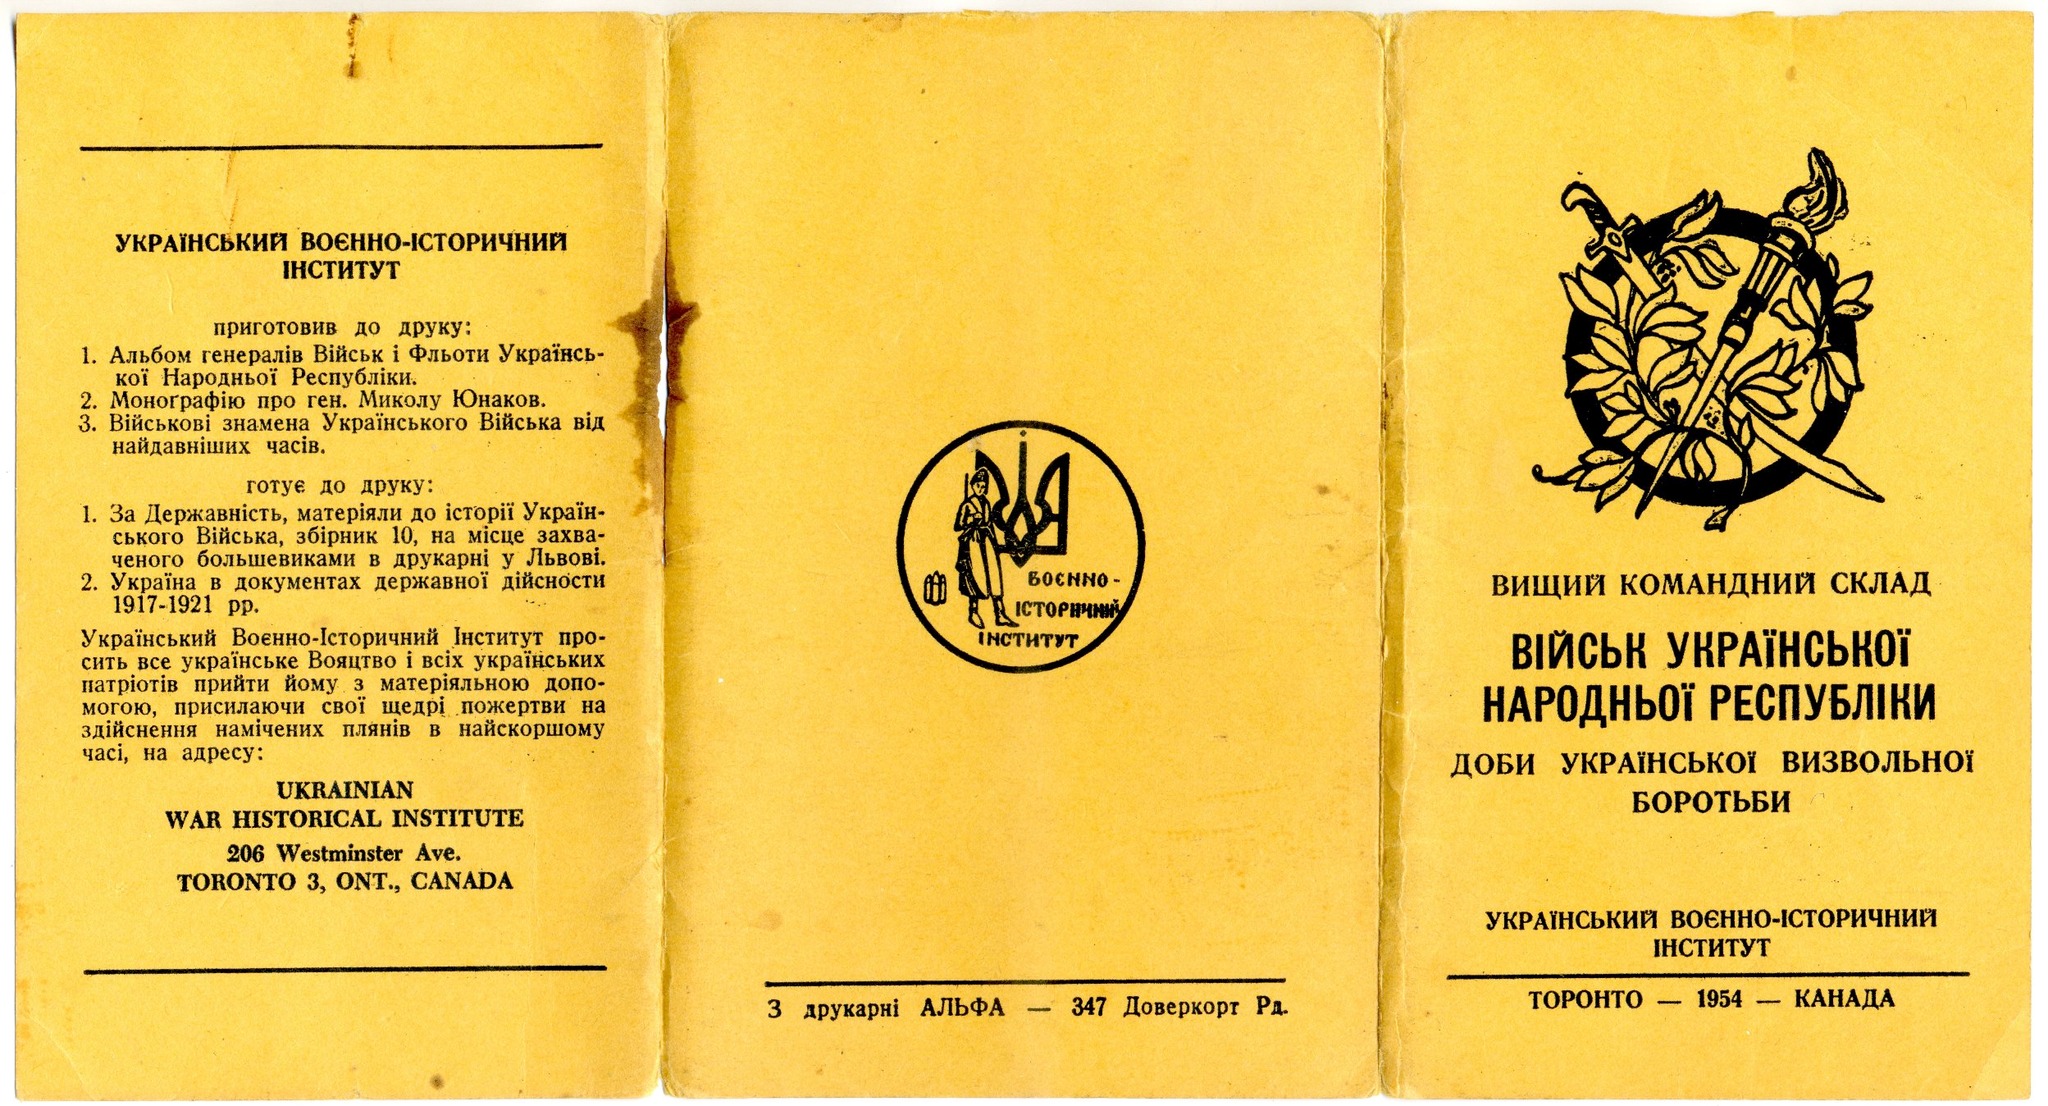 УКРАЇНСЬКИЙ ВОЄННО-ІСТОРИЧНИЙ
ІНСТИТУТ
приготовив до друку:
1. Альбом генералів Військ і Фльоти Українсь-
кої Народньої Республіки.
2. Моноґрафію про ген. Миколу Юнаков.
3. Військові знамена Українського Війська від
найдавніших часів.
готує до друку:
1. За Державність, матеріяли до історії Україн-
ського Війська, збірник 10, на місце захва-
ченого большевиками в друкарні у Львові.
2. Україна в документах державної дійсности
1917-1921 рр.
Український Воєнно-Історичний Інститут про-
сить все українське Вояцтво і всіх українських
патріотів прийти йому з матеріяльною допо-
могою, присилаючи свої щедрі пожертви на
здійснення намічених плянів в найскоршому
часі, на адресу:
UKRAINIAN
WAR HISTORICAL INSTITUTE
206 Westminster Ave.
TORONTO 3, ONT., CANADA
ВОЄННО-
ІСТОРИЧНИЙ
ІНСТИТУТ
З друкарні АЛЬФА — 347 Доверкорт Рд.
ВИЩИЙ КОМАНДНИЙ СКЛАД
ВІЙСЬК УКРАЇНСЬКОЇ
НАРОДНЬОЇ РЕСПУБЛІКИ
ДОБИ УКРАЇНСЬКОЇ ВИЗВОЛЬНОЇ
БОРОТЬБИ
УКРАЇНСЬКИЙ ВОЄННО-ІСТОРИЧНИЙ
ІНСТИТУТ
ТОРОНТО — 1954 — КАНАДА